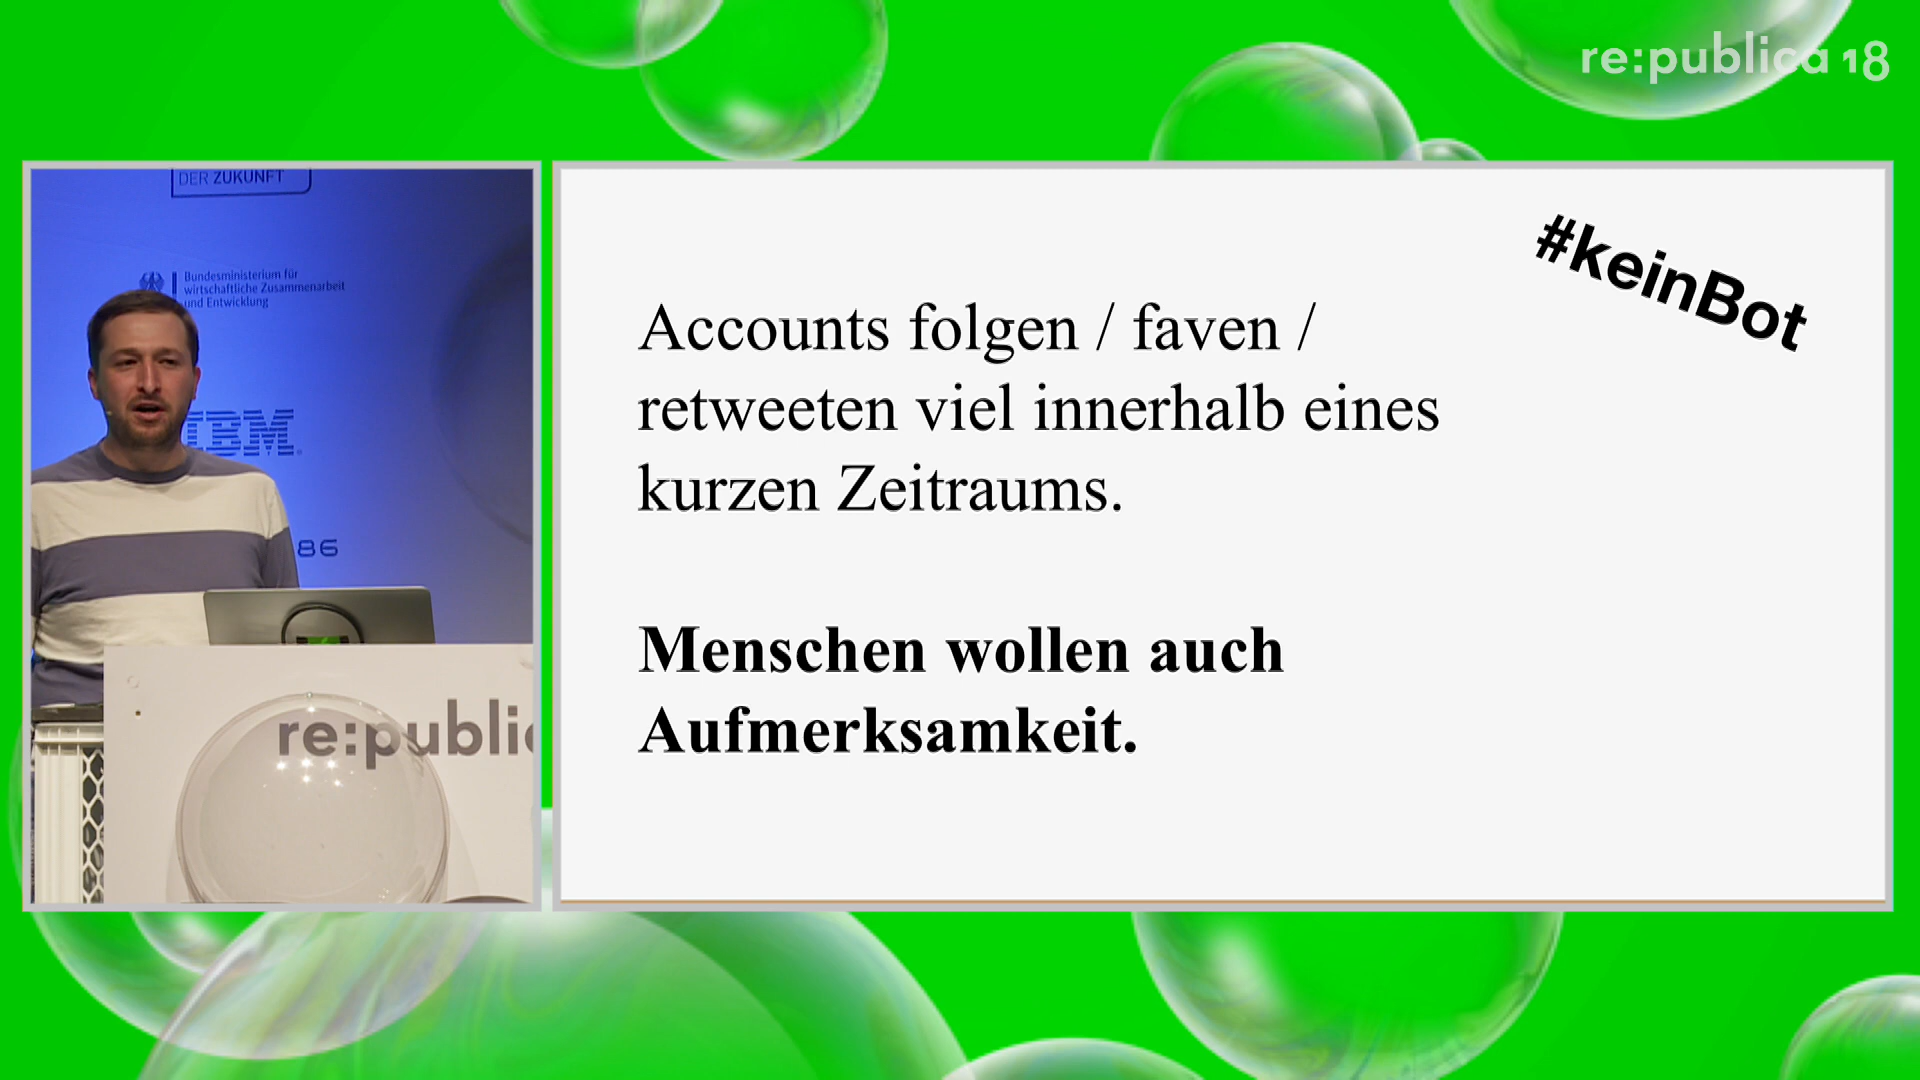 re:publica 18
DER ZUKUNFT
Bundesministerium für
wirtschaftliche Zusammenarbeit
und Entwicklung
IBM
86
re:public
#keinBot
Accounts folgen / faven /
retweeten viel innerhalb eines
kurzen Zeitraums.
Menschen wollen auch
Aufmerksamkeit.